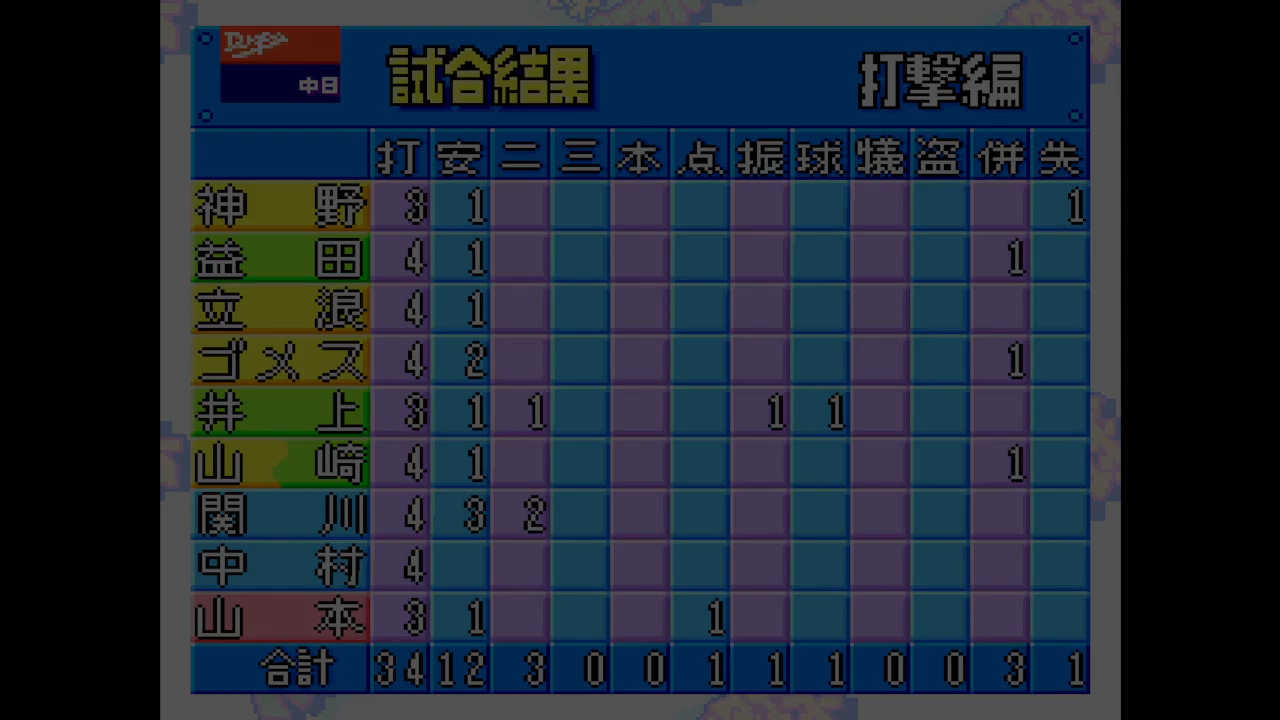 Dragons
中日
試合結果 打撃編
打 安 二 三 本 点 振 球 犠 盗 併 失
神野 3 1 1
益田 4 1 1
立浪 4 1
ゴメス 4 2 1
井上 3 1 1 1 1
山崎 4 1 1
関川 4 3 2
中村 4
山本 3 1 1
合計 34 12 3 0 0 1 1 1 0 0 3 1